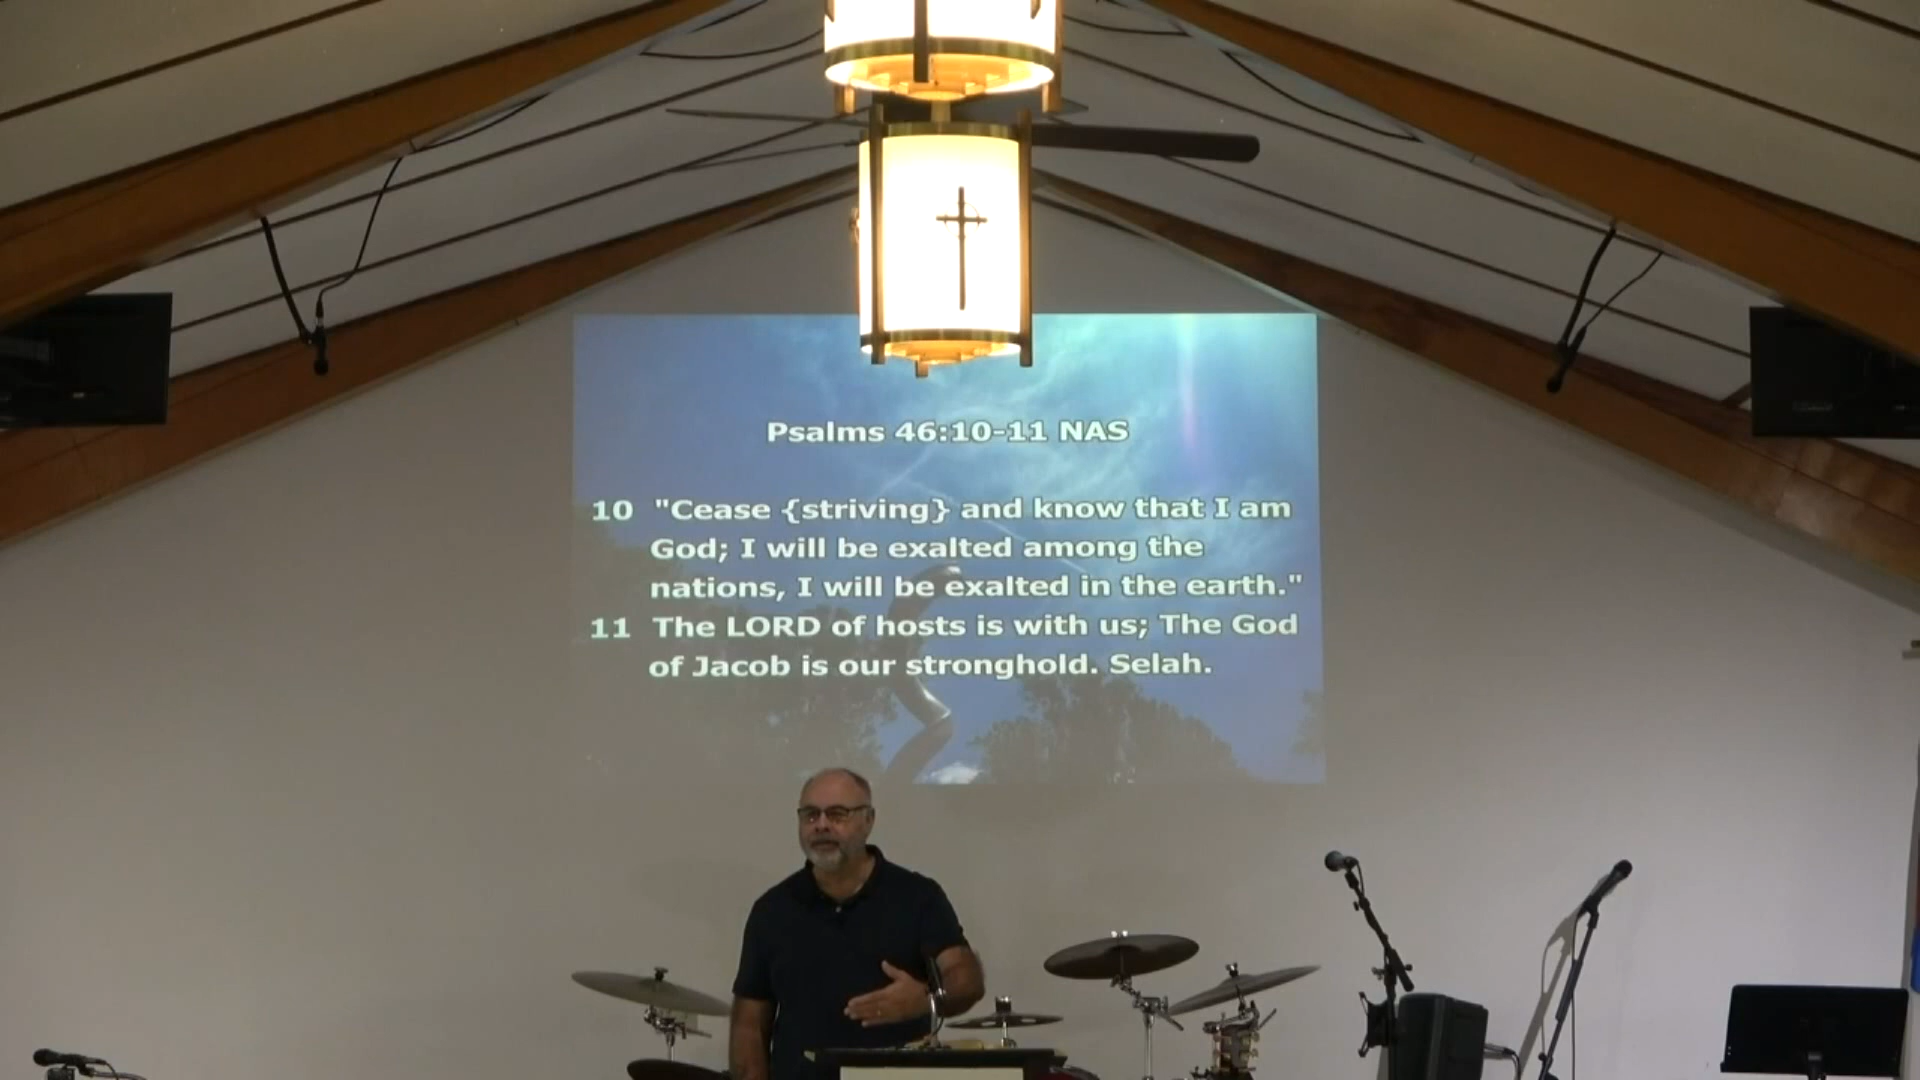 Psalms 46:10-11 NAS
10 "Cease {striving} and know that I am
God; I will be exalted among the
nations, I will be exalted in the earth."
11 The LORD of hosts is with us; The God
of Jacob is our stronghold. Selah.